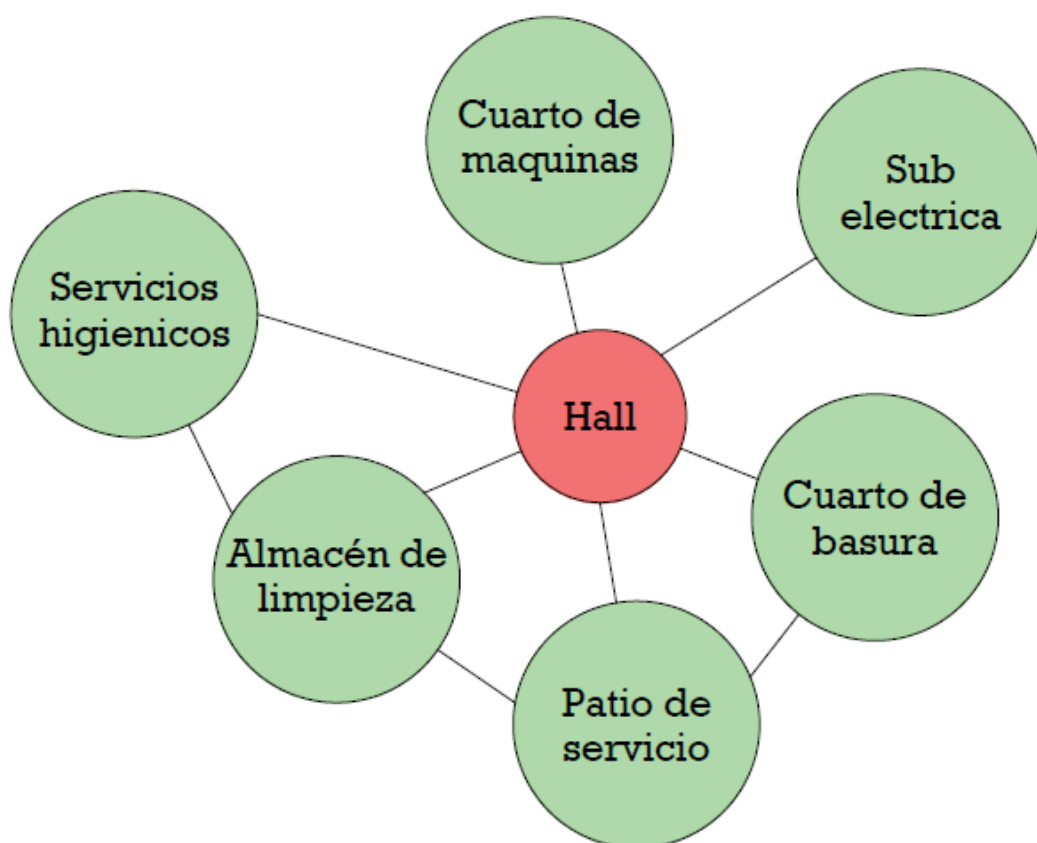 Cuarto de
maquinas
Sub
electrica
Servicios
higienicos
Hall
Cuarto de
basura
Almacén de
limpieza
Patio de
servicio